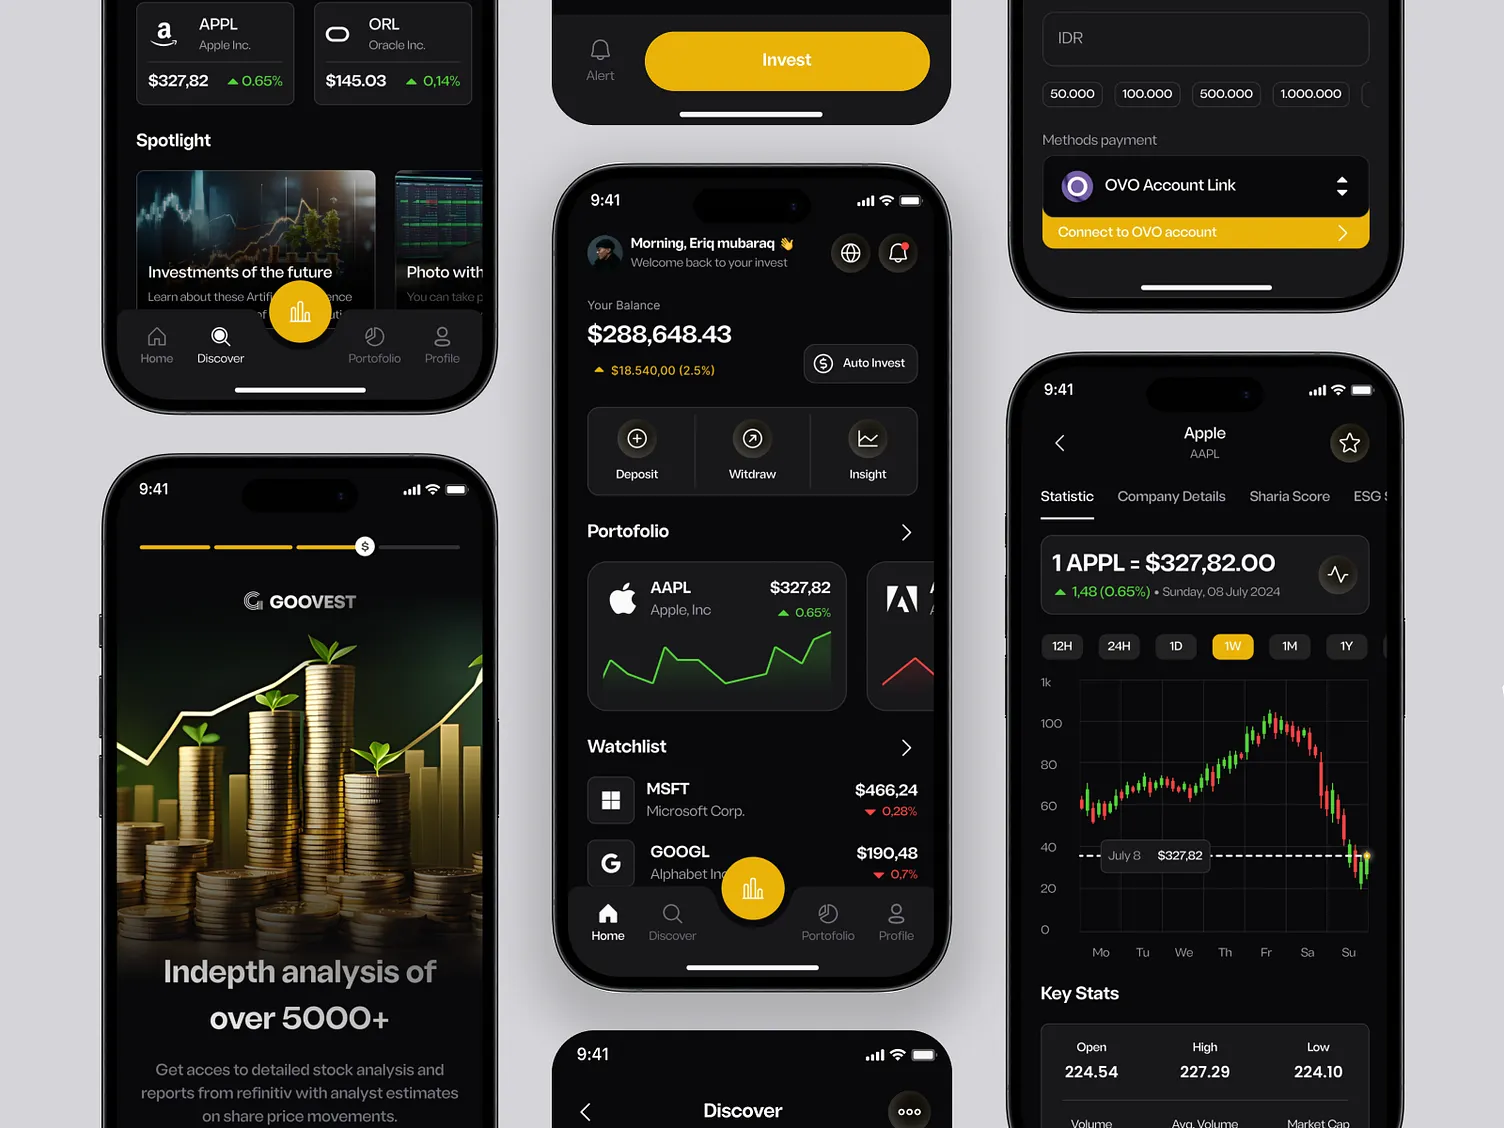 APPL
Apple Inc.
$327,82
0.65%
ORL
Oracle Inc.
$145.03
0,14%
Spotlight
Investments of the future
Learn about these Artifi
ence
of
uti
Photo with
You can take p
Home
Discover
Portofolio
Profile
9:41
$
GOOVEST
Indepth analysis of
over 5000+
Get acces to detailed stock analysis and
reports from refinitiv with analyst estimates
on share price movements.
Alert
Invest
9:41
Morning, Eriq mubaraq 👋
Welcome back to your invest
Your Balance
$288,648.43
$18.540,00 (2.5%)
$ Auto Invest
Deposit
Witdraw
Insight
Portofolio
AAPL
Apple, Inc
$327,82
0.65%
Watchlist
MSFT
Microsoft Corp.
$466,24
0,28%
G
GOOGL
Alphabet Inc
$190,48
0,7%
Home
Discover
Portofolio
Profile
9:41
Discover
IDR
50.000
100.000
500.000
1.000.000
Methods payment
OVO Account Link
Connect to OVO account
9:41
Apple
AAPL
Statistic
Company Details
Sharia Score
ESG S
1 APPL = $327,82.00
1,48 (0.65%) • Sunday, 08 July 2024
12H
24H
1D
1W
1M
1Y
1k
100
80
60
40
20
0
July 8 $327,82
Mo
Tu
We
Th
Fr
Sa
Su
Key Stats
Open
High
Low
224.54
227.29
224.10
Volume
Avg. Volume
Market Cap